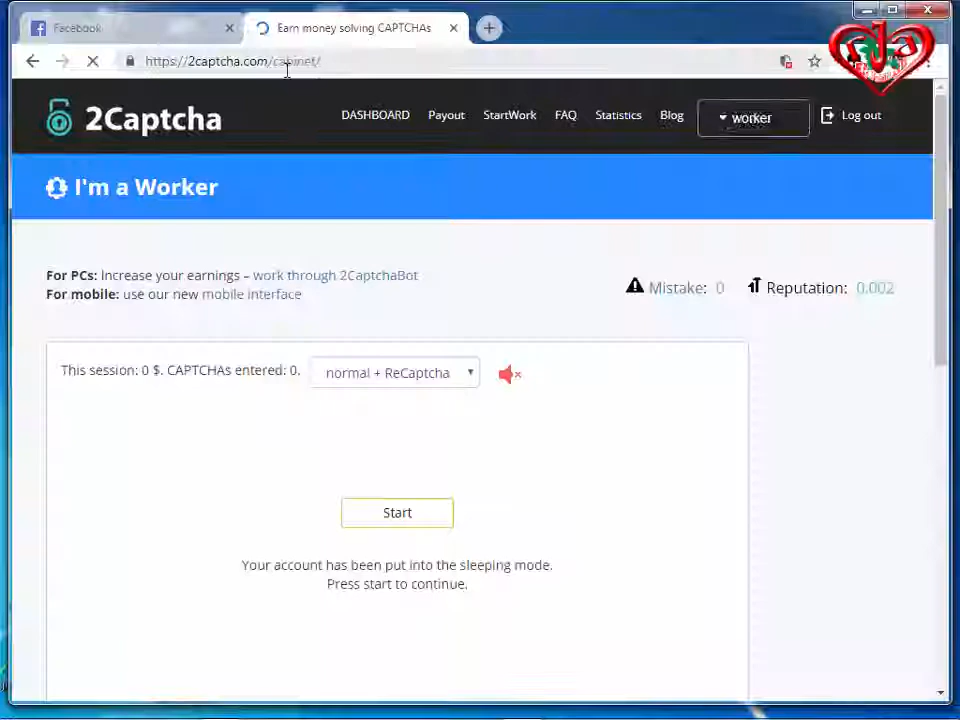 Facebook
Earn money solving CAPTCHAs
https://2captcha.com/cabinet/
2Captcha
DASHBOARD Payout StartWork FAQ Statistics Blog worker Log out
I'm a Worker
For PCs: Increase your earnings – work through 2CaptchaBot
For mobile: use our new mobile interface
Mistake: 0 Reputation: 0.002
This session: 0 $. CAPTCHAs entered: 0. normal + ReCaptcha
Start
Your account has been put into the sleeping mode.
Press start to continue.